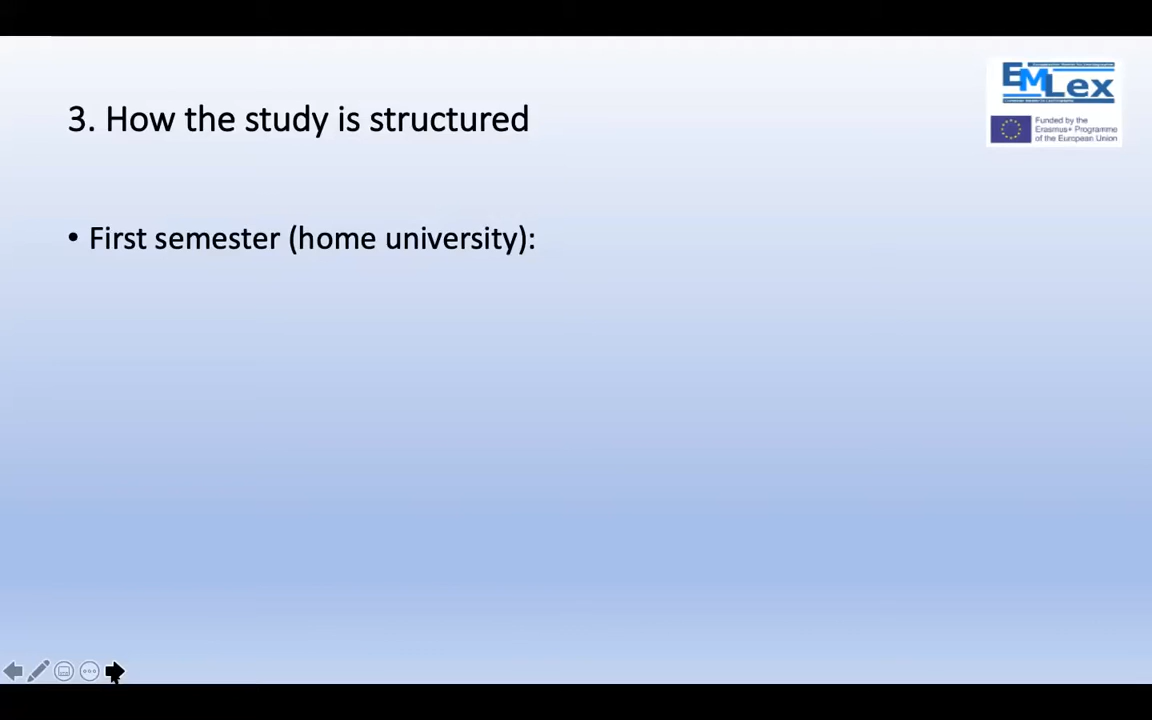 EMLex
3. How the study is structured
Funded by the
Erasmus+ Programme
of the European Union
• First semester (home university):